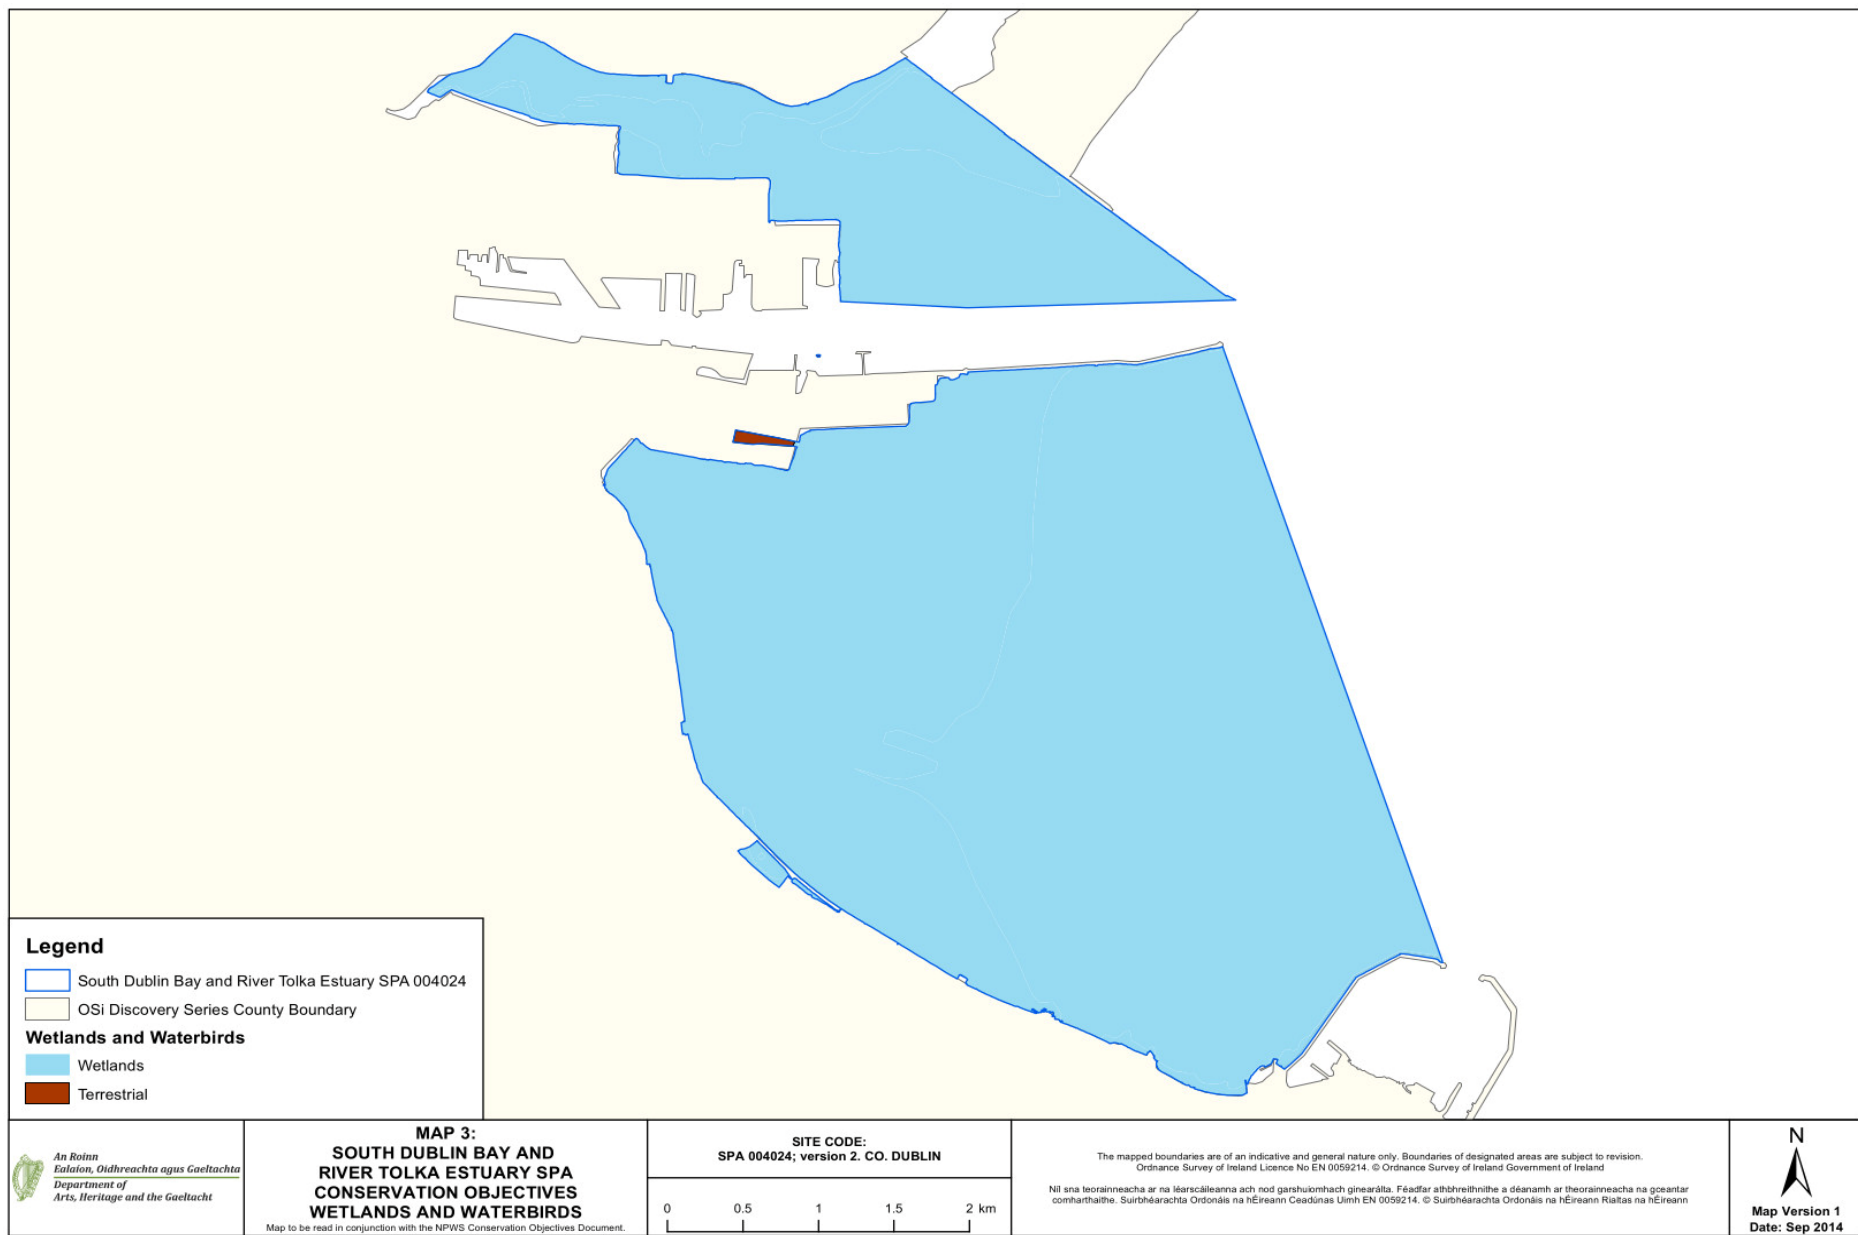 Legend
South Dublin Bay and River Tolka Estuary SPA 004024
OSi Discovery Series County Boundary
Wetlands and Waterbirds
Wetlands
Terrestrial
An Roinn
Ealaíon, Oidhreachta agus Gaeltachta
Department of
Arts, Heritage and the Gaeltacht
MAP 3:
SOUTH DUBLIN BAY AND
RIVER TOLKA ESTUARY SPA
CONSERVATION OBJECTIVES
WETLANDS AND WATERBIRDS
Map to be read in conjunction with the NPWS Conservation Objectives Document.
SITE CODE:
SPA 004024; version 2. CO. DUBLIN
0 0.5 1 1.5 2 km
The mapped boundaries are of an indicative and general nature only. Boundaries of designated areas are subject to revision.
Ordnance Survey of Ireland Licence No EN 0059214. © Ordnance Survey of Ireland Government of Ireland
Níl sna teorainneacha ar na léarscáileanna ach nod garshuíomhach ginearálta. Féadfar athbhreithnithe a déanamh ar theorainneacha na gceantar
comharthaithe. Suirbhéarachta Ordonáis na hÉireann Ceadúnas Uimh EN 0059214. © Suirbhéarachta Ordonáis na hÉireann Rialtas na hÉireann
N
Map Version 1
Date: Sep 2014